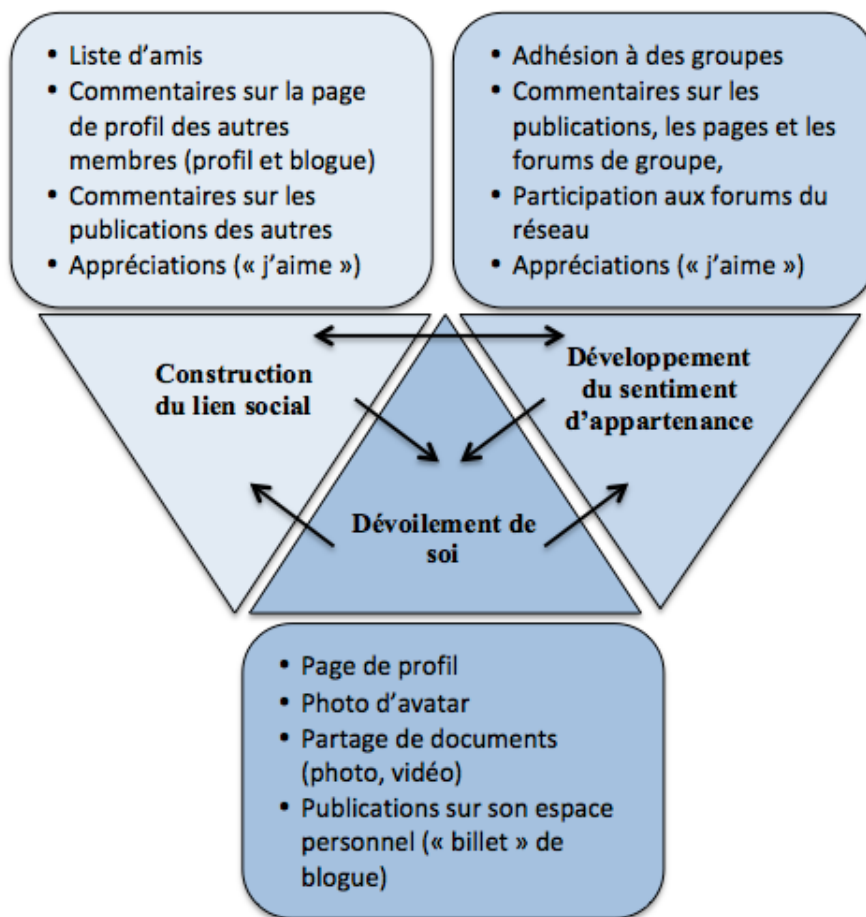 • Liste d'amis
• Commentaires sur la page
de profil des autres
membres (profil et blogue)
• Commentaires sur les
publications des autres
• Appréciations (« j'aime »)
• Adhésion à des groupes
• Commentaires sur les
publications, les pages et les
forums de groupe,
• Participation aux forums du
réseau
• Appréciations (« j'aime »)
Construction
du lien social
Développement
du sentiment
d'appartenance
Dévoilement de
soi
• Page de profil
• Photo d'avatar
• Partage de documents
(photo, vidéo)
• Publications sur son espace
personnel (« billet » de
blogue)